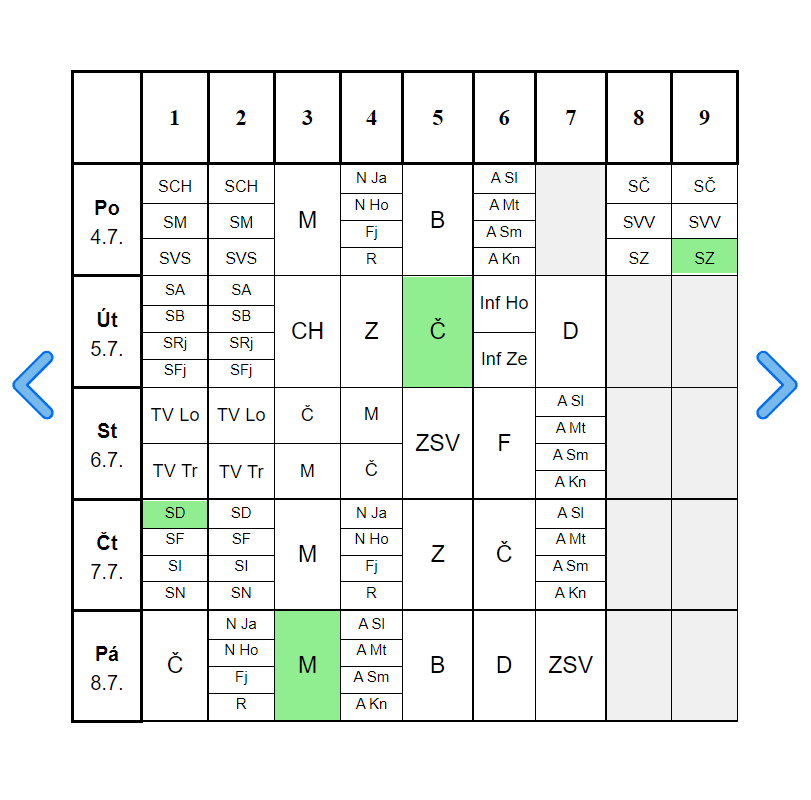 1 2 3 4 5 6 7 8 9
Po
4.7.
SCH SCH M N Ja B A Sl SČ SČ
N Ho A Mt
SM SM Fj A Sm SVV SVV
SVS SVS R A Kn SZ SZ
Út
5.7.
SA SA CH Z Č Inf Ho D
SB SB
SRj SRj Inf Ze
SFj SFj
St
6.7.
TV Lo TV Lo Č M ZSV F A Sl
A Mt
TV Tr TV Tr M Č A Sm
A Kn
Čt
7.7.
SD SD M N Ja Z Č A Sl
SF SF N Ho A Mt
SI SI Fj A Sm
SN SN R A Kn
Pá
8.7.
Č N Ja M A Sl B D ZSV
N Ho A Mt
Fj A Sm
R A Kn